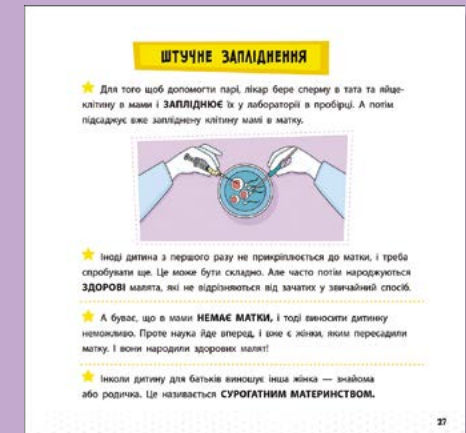 ШТУЧНЕ ЗАПЛІДНЕННЯ
Для того щоб допомогти парі, лікар бере сперму в тата та яйце-
клітину в мами і ЗАПЛІДНЮЄ їх у лабораторії в пробірці. А потім
підсаджує вже запліднену клітину мамі в матку.
Іноді дитина з першого разу не прикріплюється до матки, і треба
спробувати ще. Це може бути складно. Але часто потім народжуються
ЗДОРОВІ малята, які не відрізняються від зачатих у звичайний спосіб.
А буває, що в мами НЕМАЄ МАТКИ, і тоді виносити дитинку
неможливо. Проте наука йде вперед, і вже є жінки, яким пересадили
матку. І вони народили здорових малят!
Інколи дитину для батьків виношує інша жінка — знайома
або родичка. Це називається СУРОГАТНИМ МАТЕРИНСТВОМ.
27